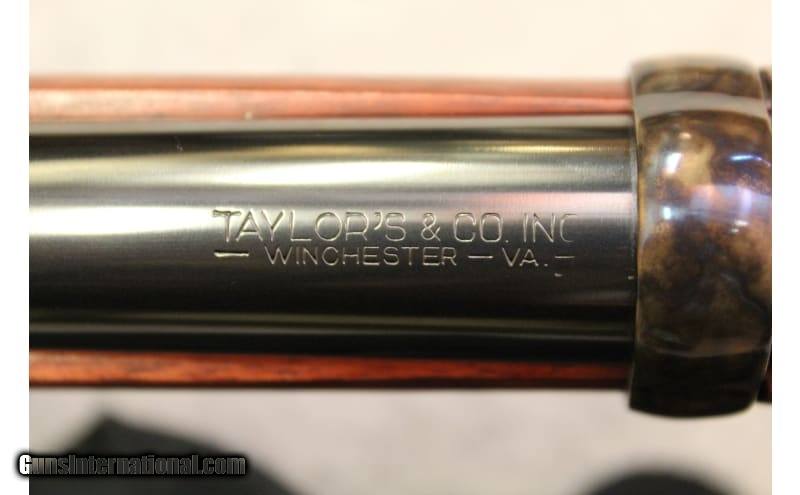 TAYLOR'S & CO. INC
— WINCHESTER — VA. —
GunsInternational.com